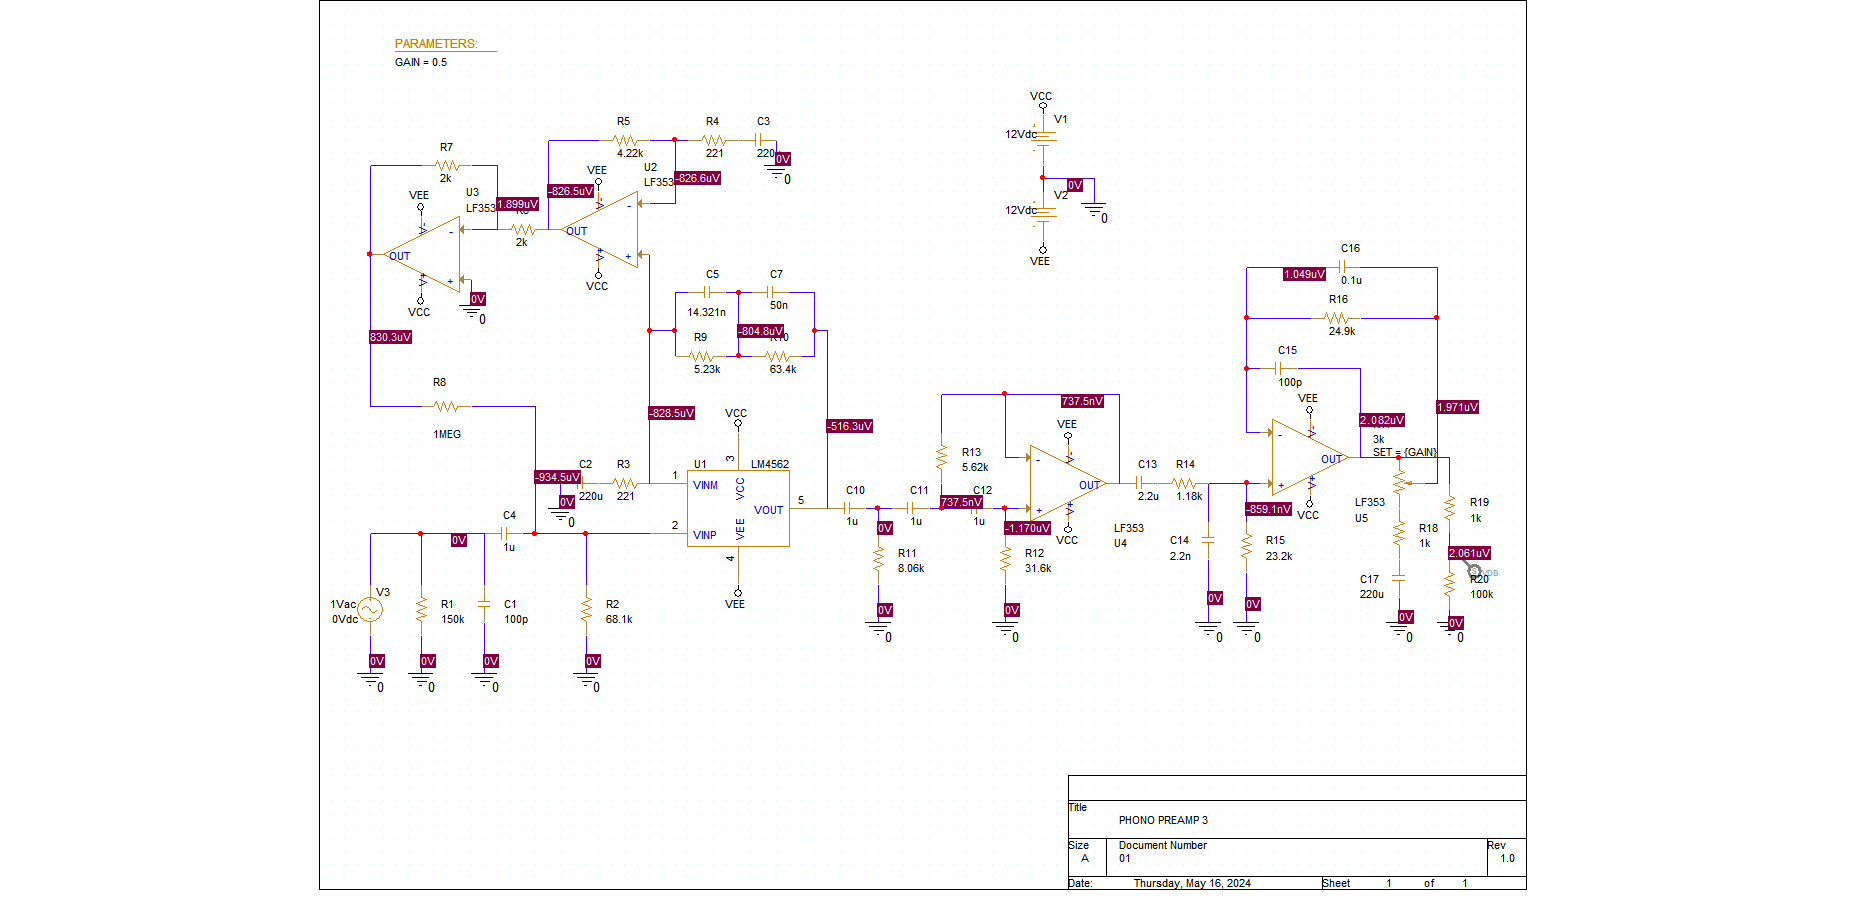 PARAMETERS:
GAIN = 0.5
VCC
V1
12Vdc
0V
V2
12Vdc
0
VEE
R5
4.22k
R4
221
C3
220
0V
0
R7
2k
VEE
U2
LF353
-826.6uV
-826.5uV
V-
-
OUT
+
V+
VCC
VEE
U3
LF353
1.899uV
2k
V-
-
OUT
+
V+
VCC
0V
0
830.3uV
C5
14.321n
C7
50n
-804.8uV
R9
5.23k
R10
63.4k
R8
1MEG
-828.5uV
-516.3uV
VCC
-934.5uV
C2
220u
R3
221
0V
0
U1
LM4562
3
1
VINM
VCC
5
VOUT
2
VINP
VEE
4
VEE
C4
1u
0V
V3
1Vac
0Vdc
R1
150k
C1
100p
R2
68.1k
0V
0
0V
0
0V
0
0V
0
C10
1u
0V
C11
1u
737.5nV
C12
1u
R13
5.62k
737.5nV
VEE
V-
-
OUT
+
V+
VCC
LF353
U4
-1.170uV
R11
8.06k
R12
31.6k
0V
0
0V
0
C13
2.2u
R14
1.18k
-859.1nV
C14
2.2n
R15
23.2k
0V
0
0V
0
C16
0.1u
1.049uV
R16
24.9k
C15
100p
VEE
V-
-
OUT
+
V+
VCC
2.082uV
1.971uV
3k
SET = {GAIN}
LF353
U5
R18
1k
R19
1k
2.061uV
VDB
C17
220u
R20
100k
0V
0
0V
0
Title
PHONO PREAMP 3
Size
A
Document Number
01
Rev
1.0
Date:
Thursday, May 16, 2024
Sheet 1 of 1